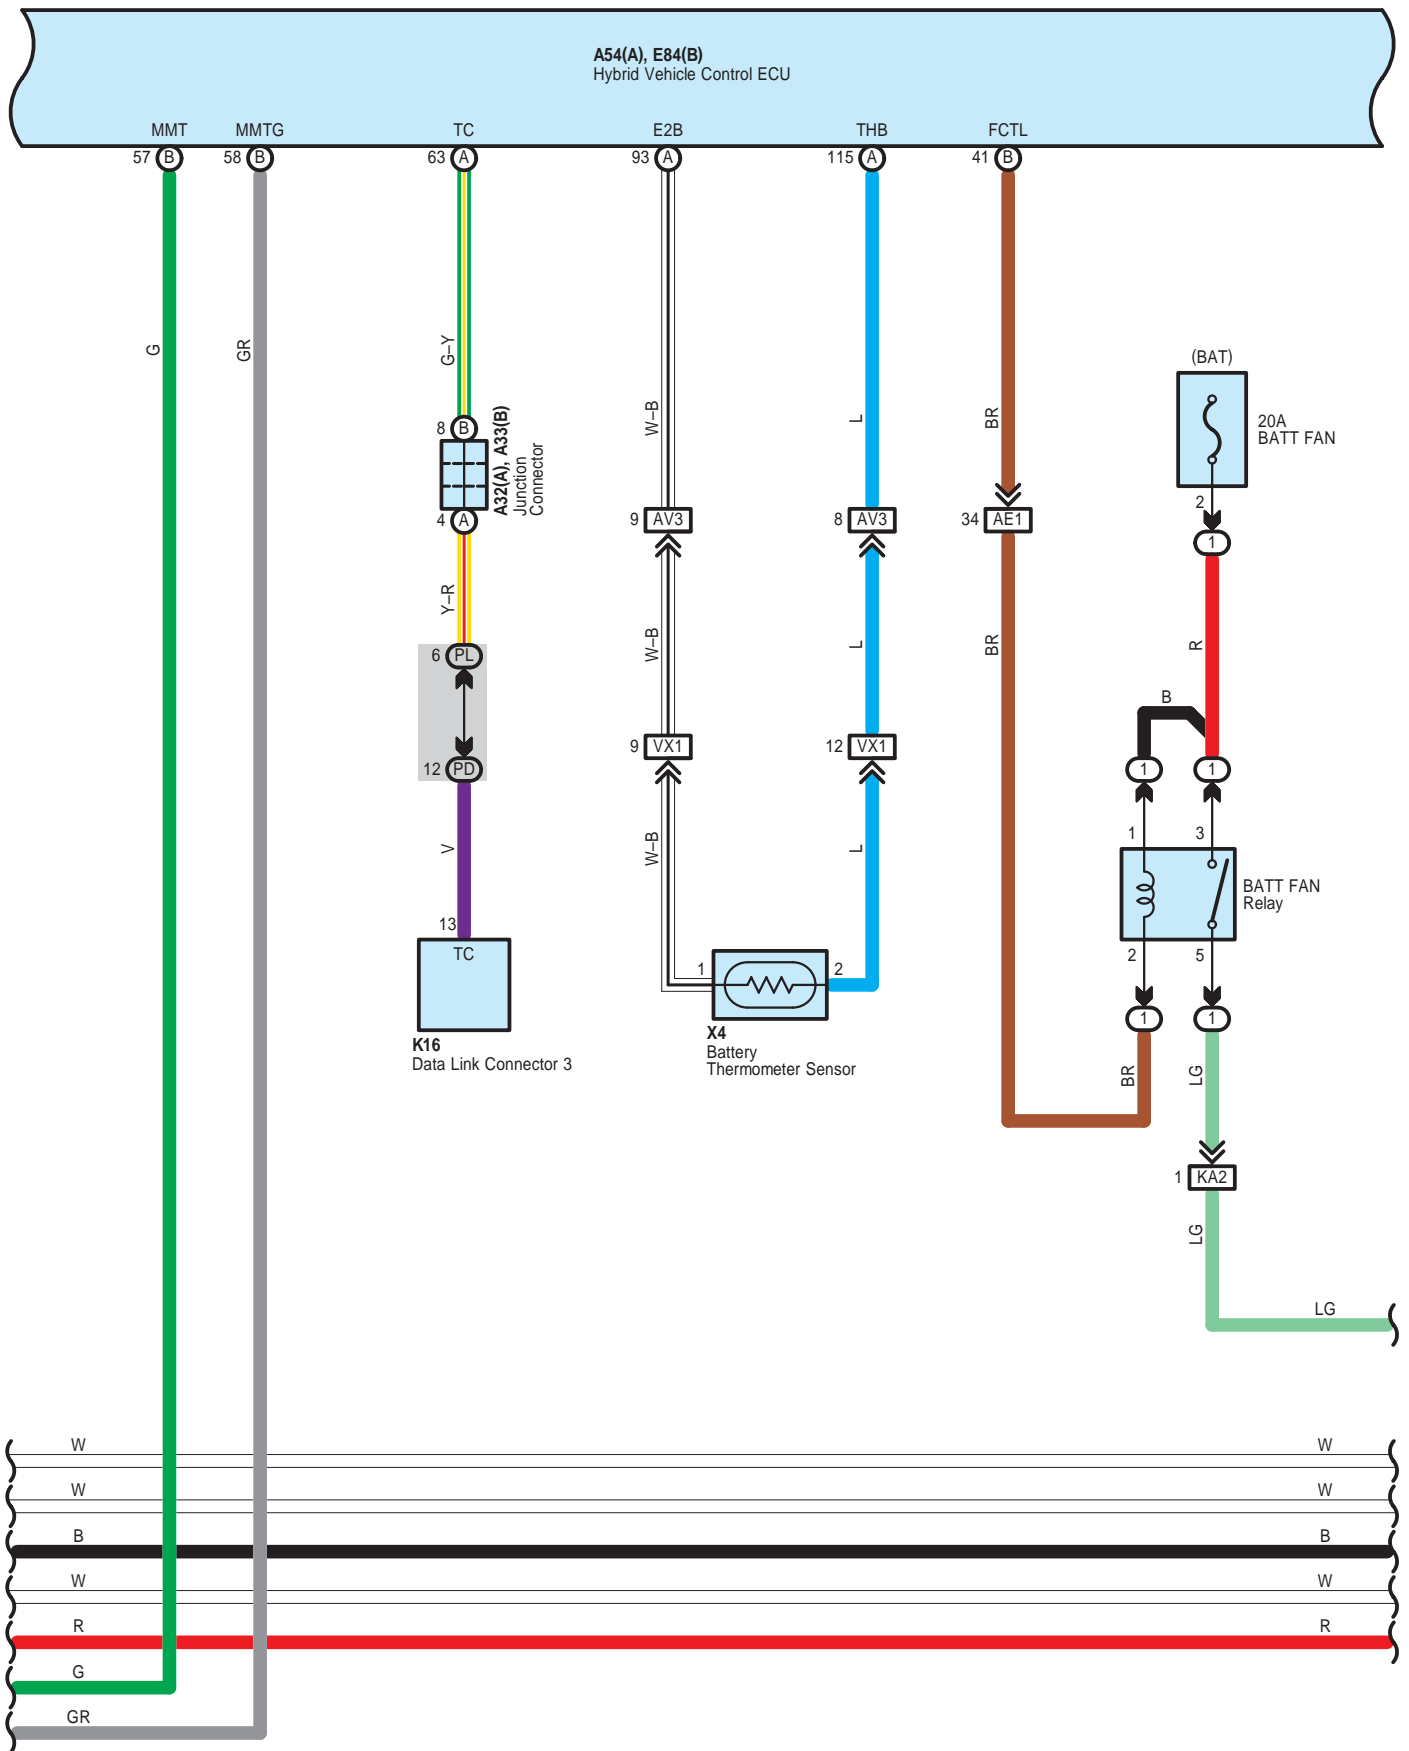 A54(A), E84(B)
Hybrid Vehicle Control ECU
MMT MMTG TC E2B THB FCTL
57 B 58 B 63 A 93 A 115 A 41 B
G GR G–Y W–B L BR
(BAT)
20A
BATT FAN
2
1
8 B
A32(A), A33(B)
Junction
Connector
4 A
9 AV3 8 AV3 34 AE1
Y–R W–B L BR R
6 PL
B
12 PD
9 VX1 12 VX1
1 1
V W–B L
1 3
BATT FAN
Relay
2 5
1 1
13
TC
K16
Data Link Connector 3
1 2
X4
Battery
Thermometer Sensor
BR LG
1 KA2
LG
LG
W W
W W
B B
W W
R R
G
GR